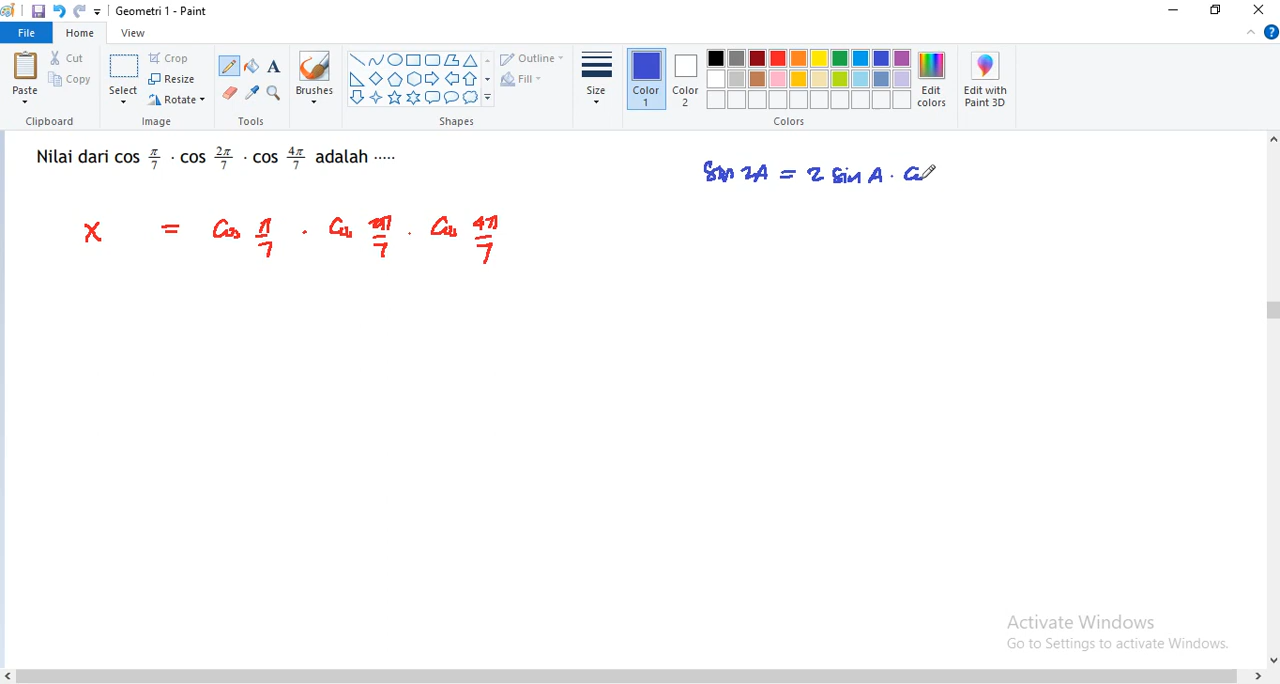 Geometri 1 - Paint
File Home View
Paste Cut Copy Select Crop Resize Rotate Brushes Outline Fill Size Color 1 Color 2 Edit colors Edit with Paint 3D
Clipboard Image Tools Shapes Colors
Nilai dari cos π/7 · cos 2π/7 · cos 4π/7 adalah .....
sin 2A = 2 sin A · c
x = cos π/7 · cos 2π/7 · cos 4π/7
Activate Windows
Go to Settings to activate Windows.